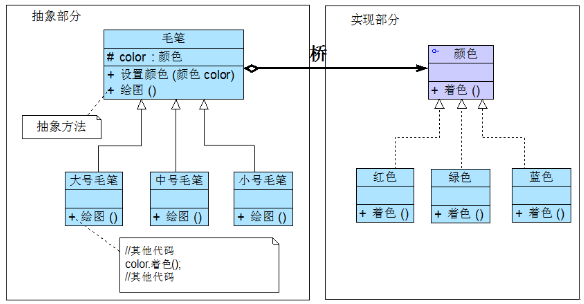 抽象部分
实现部分
毛笔
# color : 颜色
+ 设置颜色 (颜色 color)
+ 绘图 ()
桥
颜色
+ 着色 ()
抽象方法
大号毛笔
+ 绘图 ()
中号毛笔
+ 绘图 ()
小号毛笔
+ 绘图 ()
红色
+ 着色 ()
绿色
+ 着色 ()
蓝色
+ 着色 ()
//其他代码
color.着色();
//其他代码